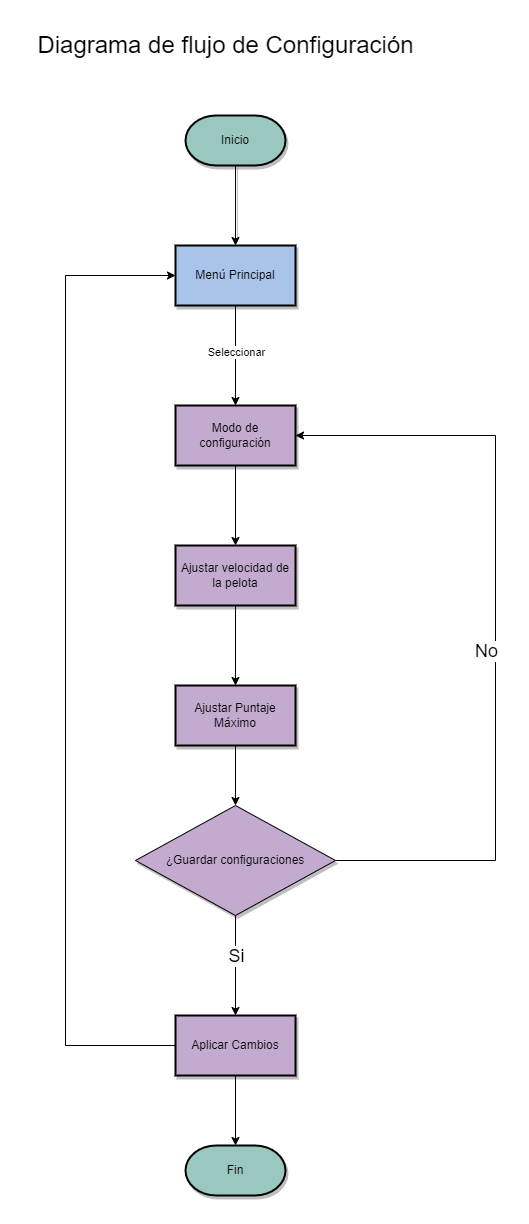 Diagrama de flujo de Configuración
Inicio
Menú Principal
Seleccionar
Modo de
configuración
Ajustar velocidad de
la pelota
No
Ajustar Puntaje
Máximo
¿Guardar configuraciones
Si
Aplicar Cambios
Fin